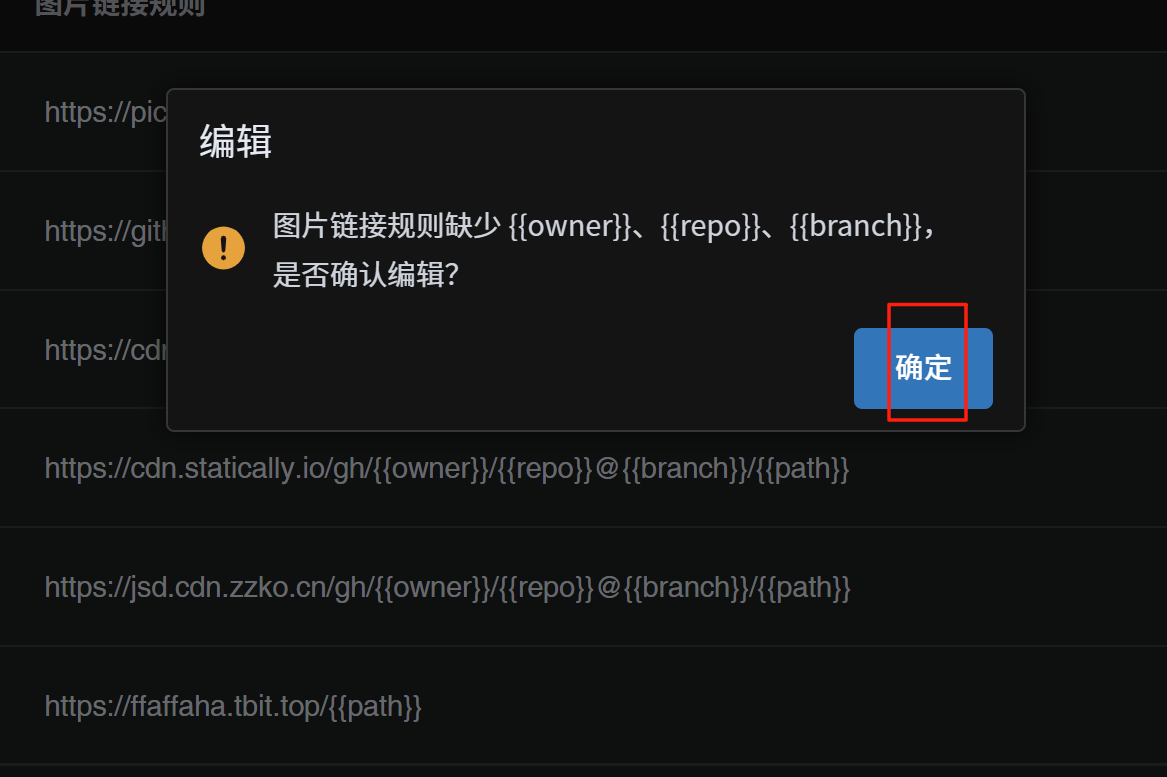 图片链接规则
https://pic
编辑
https://gith
图片链接规则缺少 {{owner}}、{{repo}}、{{branch}}，
是否确认编辑？
https://cdn
确定
https://cdn.statically.io/gh/{{owner}}/{{repo}}@{{branch}}/{{path}}
https://jsd.cdn.zzko.cn/gh/{{owner}}/{{repo}}@{{branch}}/{{path}}
https://ffaffaha.tbit.top/{{path}}